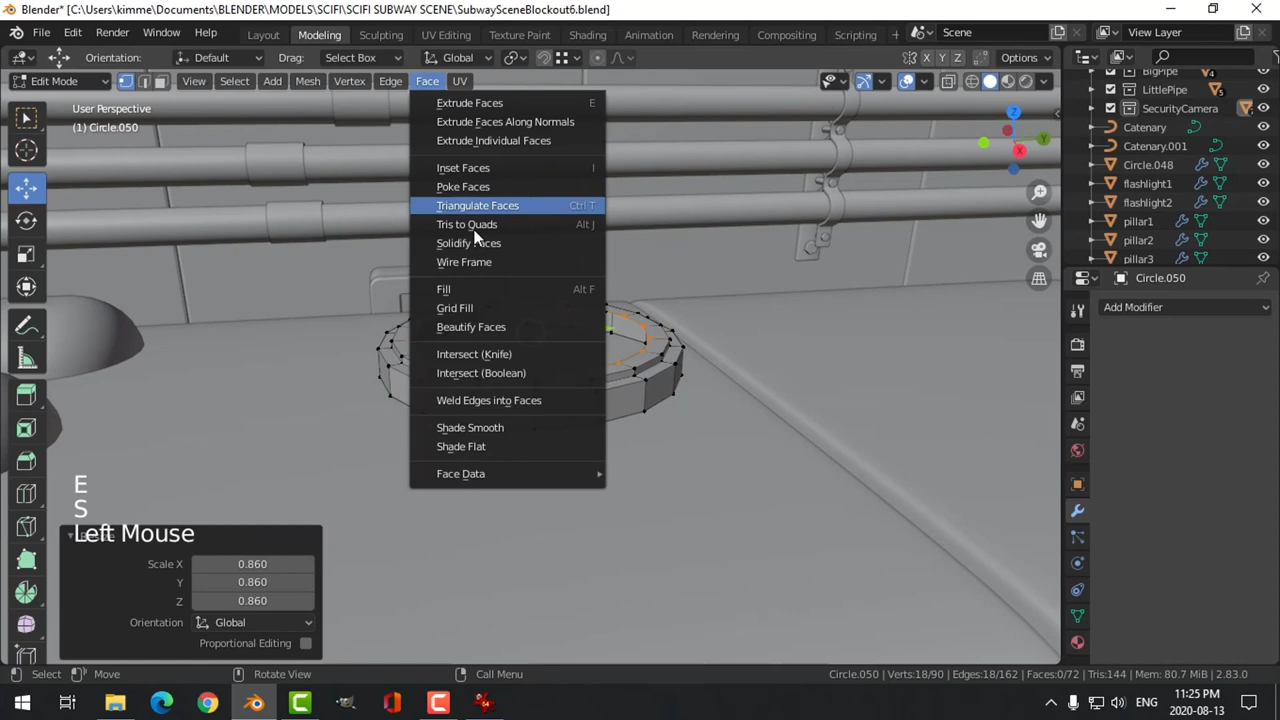 Blender* [C:\Users\kimme\Documents\BLENDER\MODELS\SCIFI\SCIFI SUBWAY SCENE\SubwaySceneBlockout6.blend]
File Edit Render Window Help Layout Modeling Sculpting UV Editing Texture Paint Shading Animation Rendering Compositing Scripting Scene View Layer
Orientation: Default Drag: Select Box Global X Y Z Options
Edit Mode View Select Add Mesh Vertex Edge Face UV
User Perspective
(1) Circle.050
Extrude Faces E
Extrude Faces Along Normals
Extrude Individual Faces
Inset Faces I
Poke Faces
Triangulate Faces Ctrl T
Tris to Quads Alt J
Solidify Faces
Wire Frame
Fill Alt F
Grid Fill
Beautify Faces
Intersect (Knife)
Intersect (Boolean)
Weld Edges into Faces
Shade Smooth
Shade Flat
Face Data
Z
Y
X
BigPipe 4
LittlePipe 5
SecurityCamera
Catenary
Catenary.001
Circle.048
flashlight1
flashlight2
pillar1
pillar2
pillar3
Circle.050
Add Modifier
E
S
Left Mouse
Scale X 0.860
Y 0.860
Z 0.860
Orientation Global
Proportional Editing
Select Move Rotate View Call Menu Circle.050 | Verts:18/90 | Edges:18/162 | Faces:0/72 | Tris:144 | Mem: 80.7 MiB | 2.83.0
ENG
11:25 PM
2020-08-13